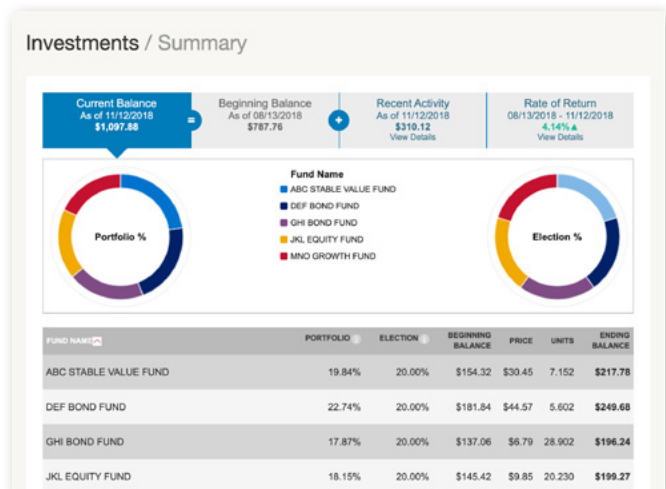 Investments / Summary
Current Balance
As of 11/12/2018
$1,097.88
=
Beginning Balance
As of 08/13/2018
$787.76
+
Recent Activity
As of 11/12/2018
$310.12
View Details
Rate of Return
08/13/2018 - 11/12/2018
4.14%▲
View Details
Portfolio %
Fund Name
ABC STABLE VALUE FUND
DEF BOND FUND
GHI BOND FUND
JKL EQUITY FUND
MNO GROWTH FUND
Election %
FUND NAME PORTFOLIO ELECTION BEGINNING BALANCE PRICE UNITS ENDING BALANCE
ABC STABLE VALUE FUND 19.84% 20.00% $154.32 $30.45 7.152 $217.78
DEF BOND FUND 22.74% 20.00% $181.84 $44.57 5.602 $249.68
GHI BOND FUND 17.87% 20.00% $137.06 $6.79 28.902 $196.24
JKL EQUITY FUND 18.15% 20.00% $145.42 $9.85 20.230 $199.27